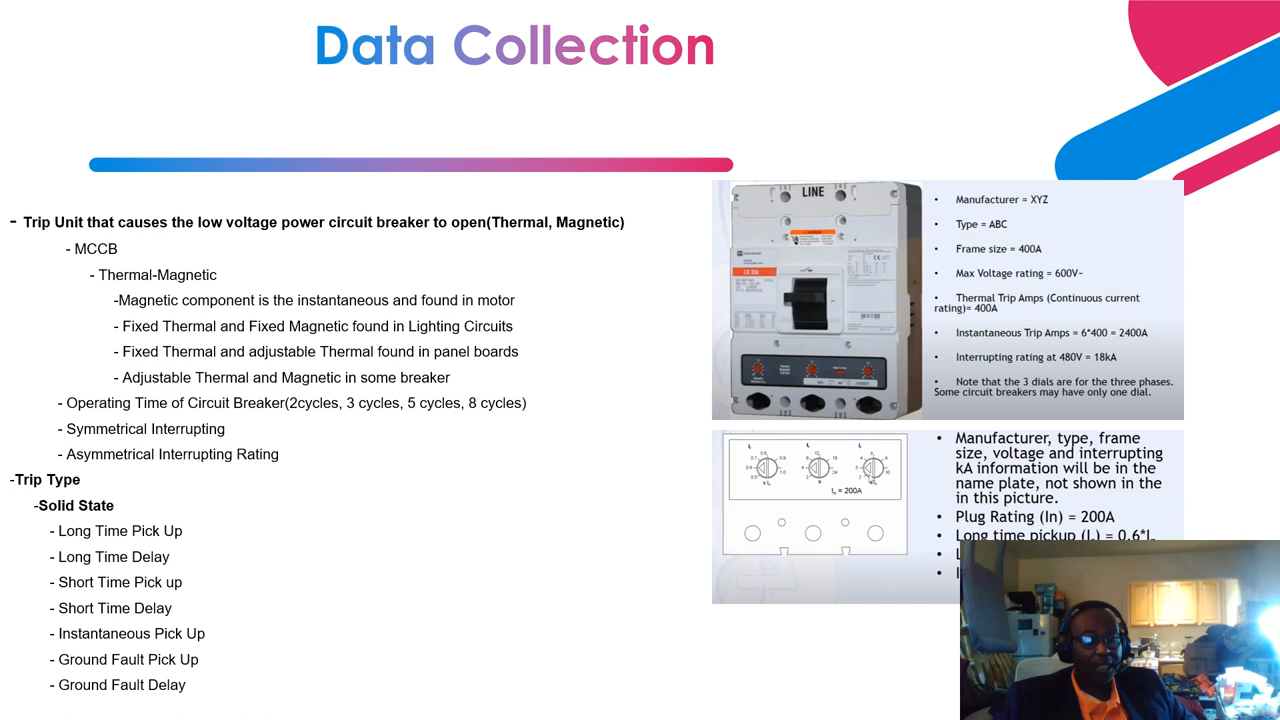 Data Collection
- Trip Unit that causes the low voltage power circuit breaker to open(Thermal, Magnetic)
- MCCB
- Thermal-Magnetic
-Magnetic component is the instantaneous and found in motor
- Fixed Thermal and Fixed Magnetic found in Lighting Circuits
- Fixed Thermal and adjustable Thermal found in panel boards
- Adjustable Thermal and Magnetic in some breaker
- Operating Time of Circuit Breaker(2cycles, 3 cycles, 5 cycles, 8 cycles)
- Symmetrical Interrupting
- Asymmetrical Interrupting Rating
-Trip Type
-Solid State
- Long Time Pick Up
- Long Time Delay
- Short Time Pick up
- Short Time Delay
- Instantaneous Pick Up
- Ground Fault Pick Up
- Ground Fault Delay
LINE
• Manufacturer = XYZ
• Type = ABC
• Frame size = 400A
• Max Voltage rating = 600V~
• Thermal Trip Amps (Continuous current
rating)= 400A
• Instantaneous Trip Amps = 6*400 = 2400A
• Interrupting rating at 480V = 18kA
• Note that the 3 dials are for the three phases.
Some circuit breakers may have only one dial.
In = 200A
• Manufacturer, type, frame
size, voltage and interrupting
kA information will be in the
name plate, not shown in the
in this picture.
• Plug Rating (In) = 200A
• Long time pickup